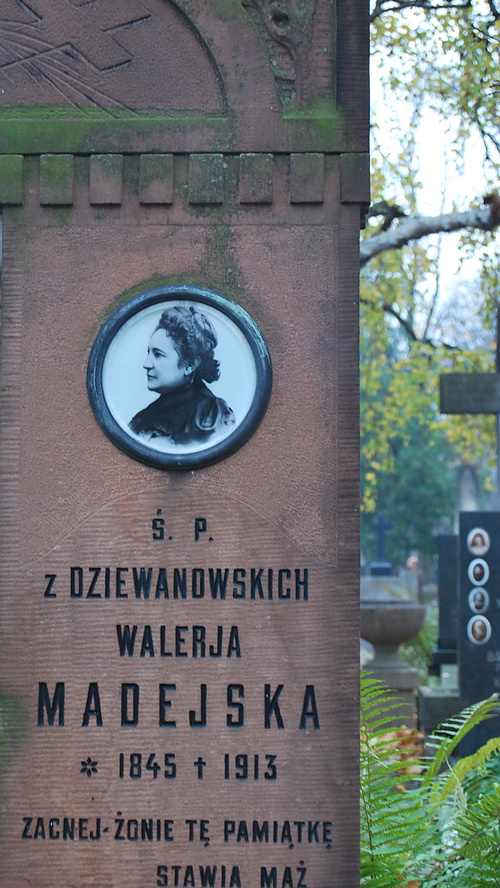 Ś. P.
z DZIEWANOWSKICH
WALERJA
MADEJSKA
* 1845 † 1913
ZACNEJ-ŻONIE TĘ PAMIĄTKĘ
STAWIA MĄŻ